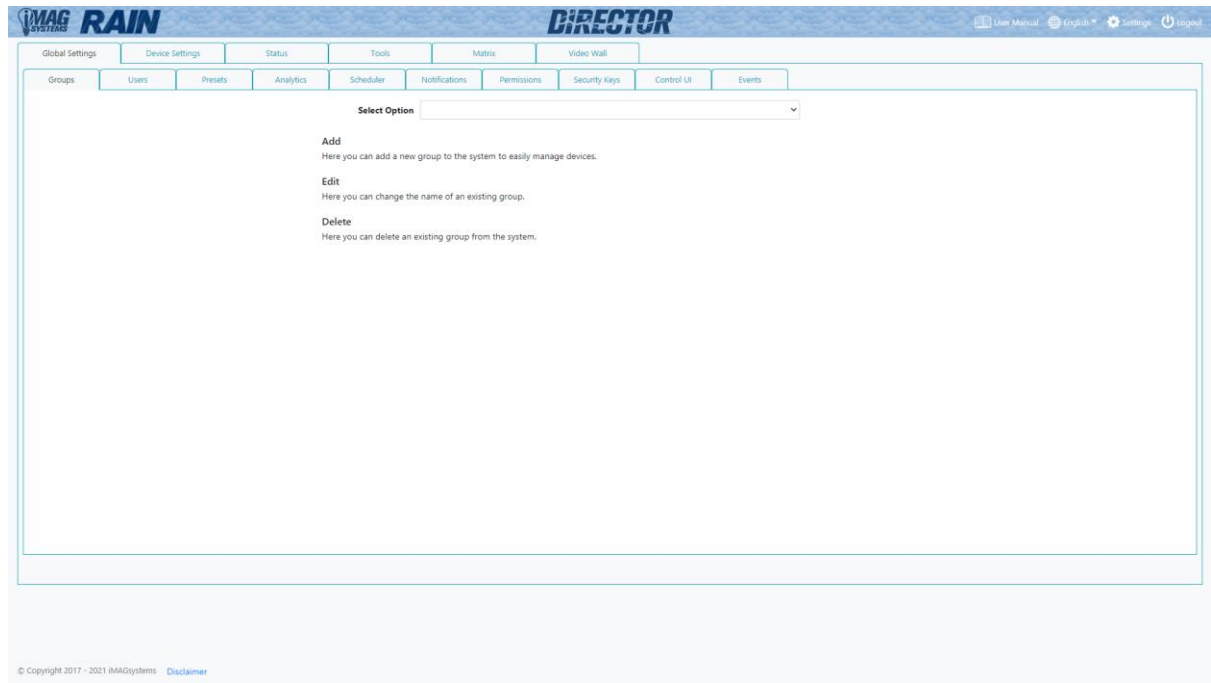 iMAG SYSTEMS RAIN
DiRECTOR
User Manual English Settings Logout
Global Settings Device Settings Status Tools Matrix Video Wall
Groups Users Presets Analytics Scheduler Notifications Permissions Security Keys Control UI Events
Select Option
Add
Here you can add a new group to the system to easily manage devices.
Edit
Here you can change the name of an existing group.
Delete
Here you can delete an existing group from the system.
© Copyright 2017 - 2021 iMAGsystems Disclaimer